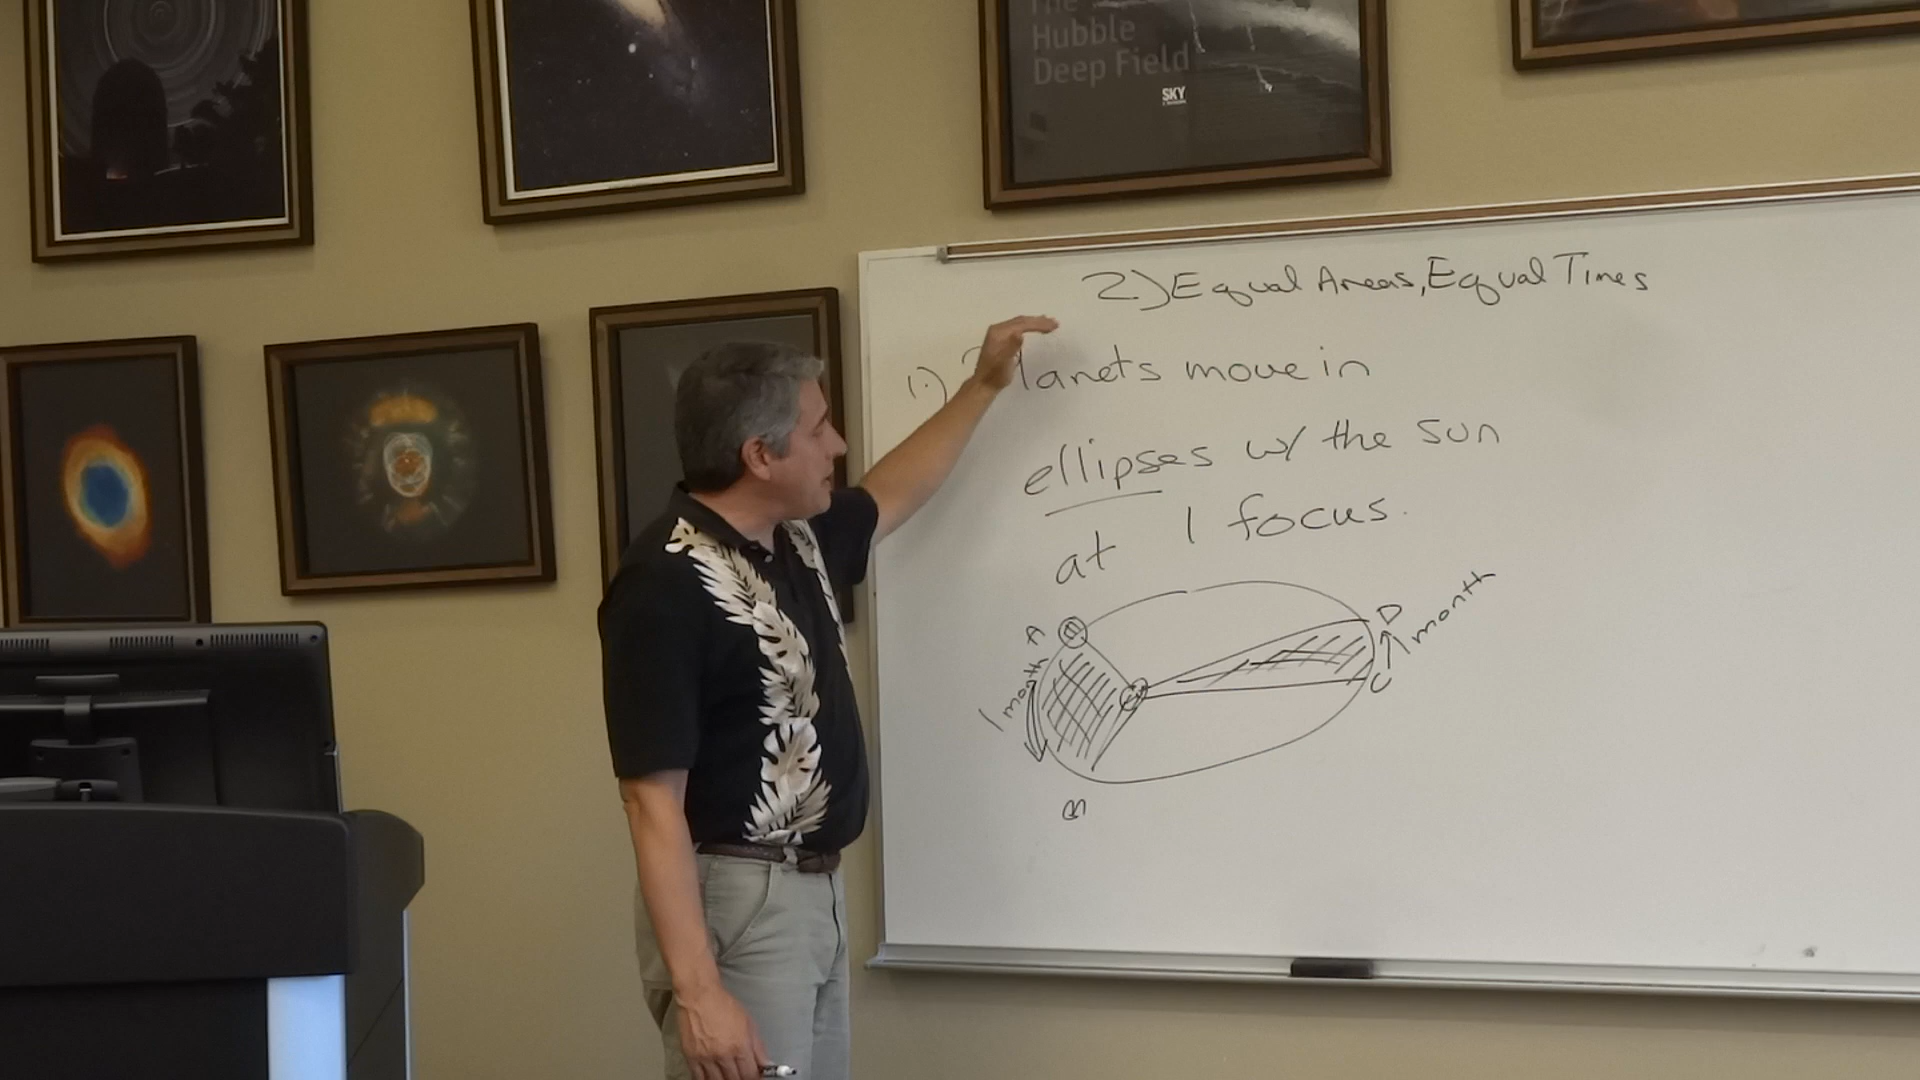 The
Hubble
Deep Field
SKY
2) Equal Areas, Equal Times
1.) Planets move in
ellipses w/ the sun
at 1 focus.
A
D
1 month
1 month
C
B